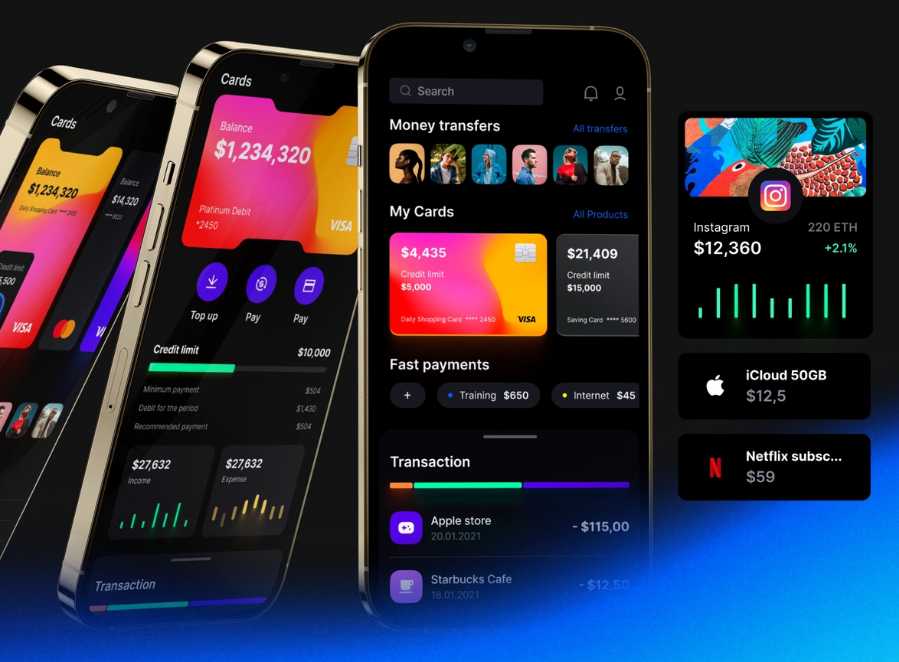 Cards
Balance
$1,234,320
Daily Shopping Card **** 2450
Balance
$14,320
Credit limit
VISA
Cards
Balance
$1,234,320
Platinum Debit
*2450
VISA
Top up
Pay
Pay
Credit limit
$10,000
Minimum payment
$504
Debit for the period
$1,430
Recommended payment
$504
$27,632
Income
$27,632
Expense
Transaction
Search
Money transfers
All transfers
My Cards
All Products
$4,435
Credit limit
$5,000
Daily Shopping Card **** 2450
VISA
$21,409
Credit limit
$15,000
Saving Card **** 5600
Fast payments
+
Training $650
Internet $45
Transaction
Apple store
20.01.2021
- $115,00
Starbucks Cafe
18.01.2021
- $12,50
Instagram
220 ETH
$12,360
+2.1%
iCloud 50GB
$12,5
N
Netflix subsc...
$59